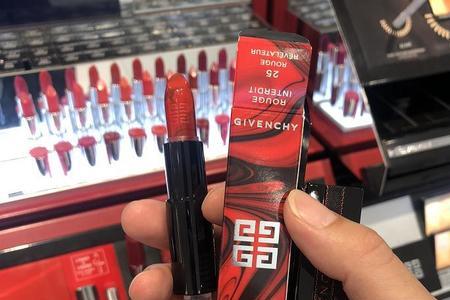 25
ROUGE
RÉVÉLATEUR
ROUGE
INTERDIT
GIVENCHY